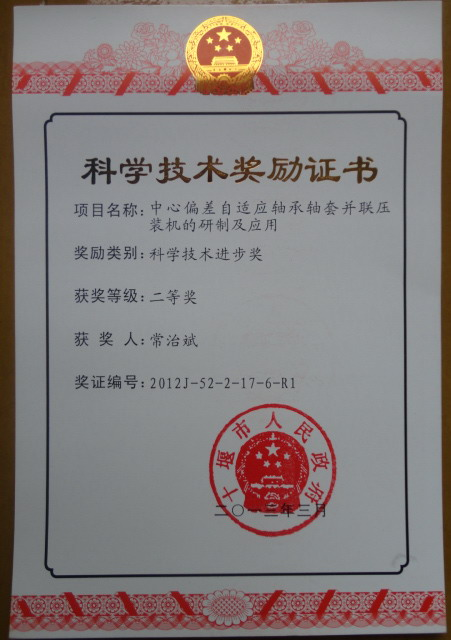 科学技术奖励证书
项目名称：中心偏差自适应轴承轴套并联压
装机的研制及应用
奖励类别：科学技术进步奖
获奖等级：二等奖
获奖人：常治斌
奖证编号：2012J-52-2-17-6-R1
十堰市人民政府
二〇一三年三月